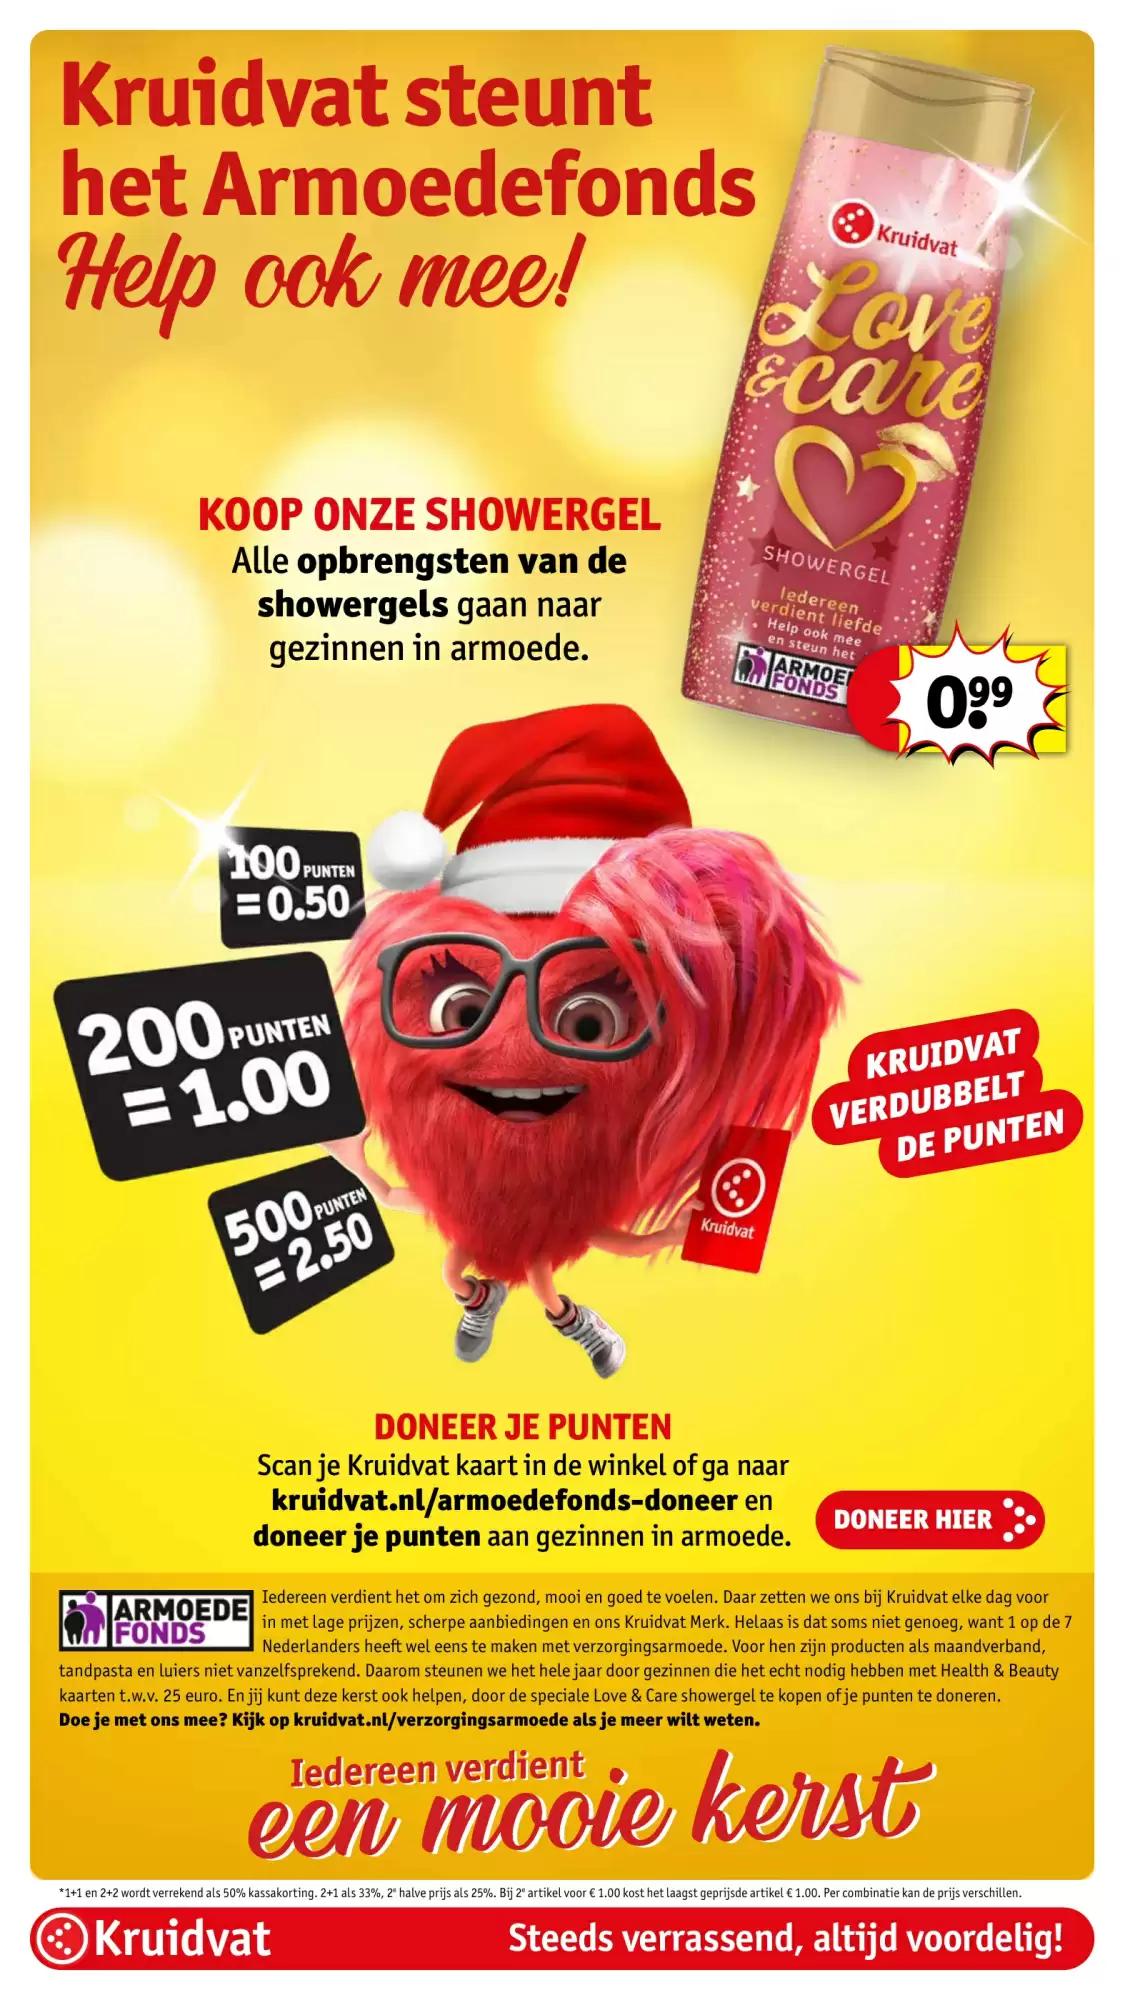 Kruidvat steunt
het Armoedefonds
Help ook mee!
Kruidvat
Love
&care
SHOWERGEL
Iedereen
verdient liefde
Help ook mee
en steun het
FONDS
0.99
KOOP ONZE SHOWERGEL
Alle opbrengsten van de
showergels gaan naar
gezinnen in armoede.
100 PUNTEN
=0.50
200 PUNTEN
=1.00
500 PUNTEN
=2.50
Kruidvat
KRUIDVAT
VERDUBBELT
DE PUNTEN
DONEER JE PUNTEN
Scan je Kruidvat kaart in de winkel of ga naar
kruidvat.nl/armoedefonds-doneer en
doneer je punten aan gezinnen in armoede.
DONEER HIER
ARMOEDE
FONDS
Iedereen verdient het om zich gezond, mooi en goed te voelen. Daar zetten we ons bij Kruidvat elke dag voor
in met lage prijzen, scherpe aanbiedingen en ons Kruidvat Merk. Helaas is dat soms niet genoeg, want 1 op de 7
Nederlanders heeft wel eens te maken met verzorgingsarmoede. Voor hen zijn producten als maandverband,
tandpasta en luiers niet vanzelfsprekend. Daarom steunen we het hele jaar door gezinnen die het echt nodig hebben met Health & Beauty
kaarten t.w.v. 25 euro. En jij kunt deze kerst ook helpen, door de speciale Love & Care showergel te kopen of je punten te doneren.
Doe je met ons mee? Kijk op kruidvat.nl/verzorgingsarmoede als je meer wilt weten.
Iedereen verdient
een mooie kerst
*1+1 en 2+2 wordt verrekend als 50% kassakorting. 2+1 als 33%, 2e halve prijs als 25%. Bij 2e artikel voor € 1.00 kost het laagst geprijsde artikel € 1.00. Per combinatie kan de prijs verschillen.
Kruidvat
Steeds verrassend, altijd voordelig!